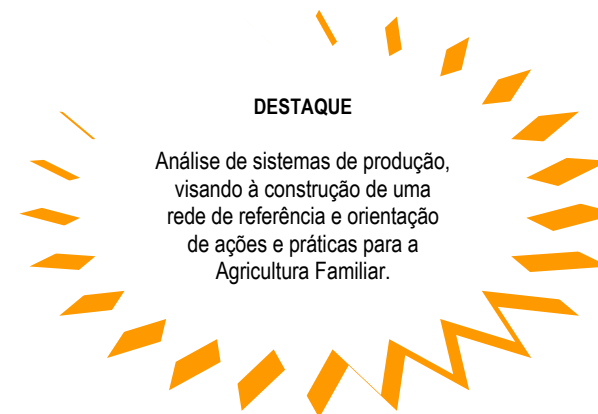 DESTAQUE
Análise de sistemas de produção,
visando à construção de uma
rede de referência e orientação
de ações e práticas para a
Agricultura Familiar.